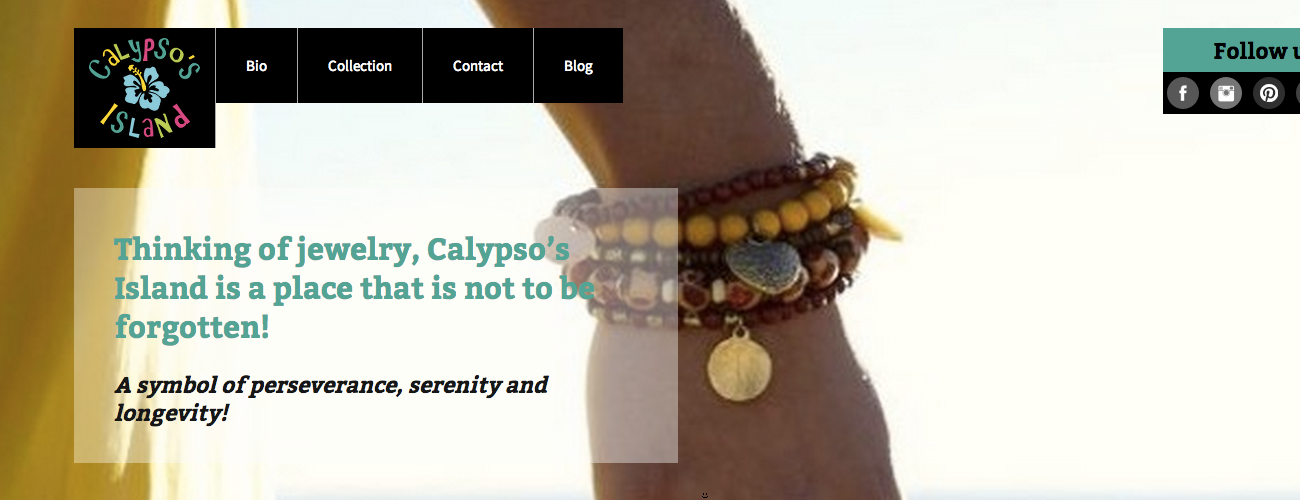 Calypso's
Island
Bio
Collection
Contact
Blog
Follow
Thinking of jewelry, Calypso's
Island is a place that is not to be
forgotten!
A symbol of perseverance, serenity and
longevity!